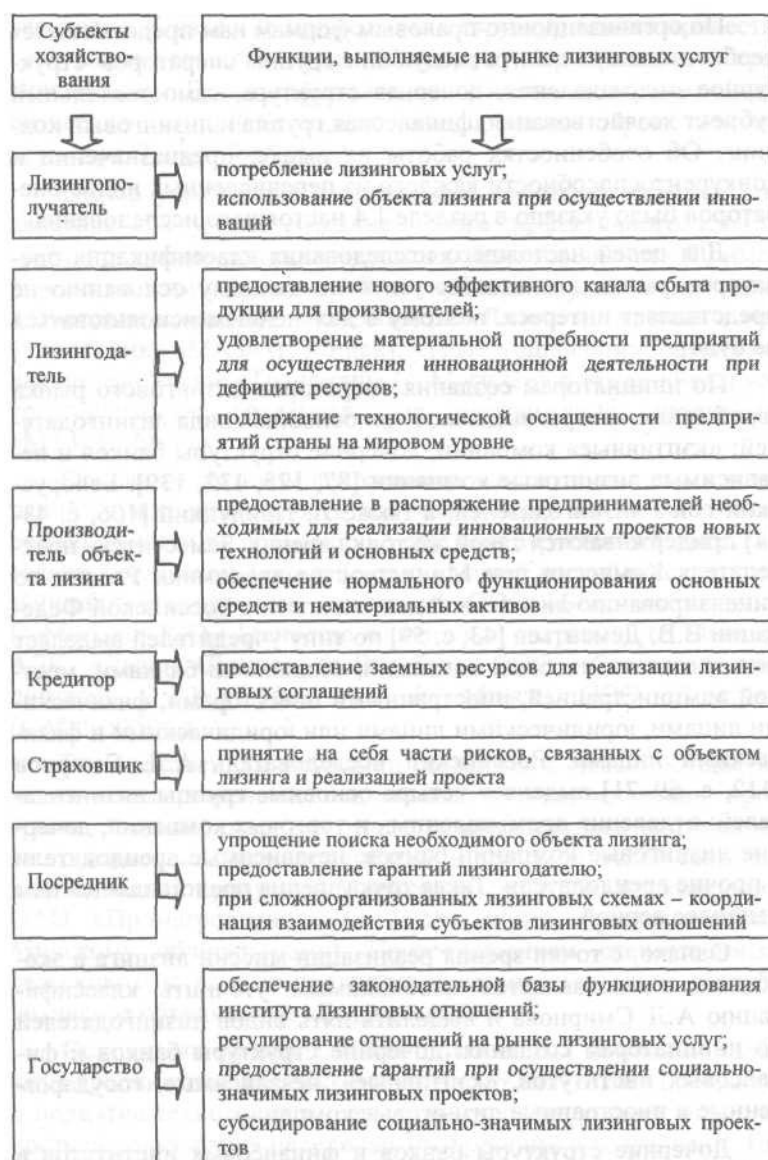 Субъекты
хозяйство-
вания
Функции, выполняемые на рынке лизинговых услуг
Лизингопо-
лучатель
потребление лизинговых услуг;
использование объекта лизинга при осуществлении инно-
ваций
Лизингода-
тель
предоставление нового эффективного канала сбыта про-
дукции для производителей;
удовлетворение материальной потребности предприятий
для осуществления инновационной деятельности при
дефиците ресурсов;
поддержание технологической оснащенности предпри-
ятий страны на мировом уровне
Производи-
тель объек-
та лизинга
предоставление в распоряжение предпринимателей необ-
ходимых для реализации инновационных проектов новых
технологий и основных средств;
обеспечение нормального функционирования основных
средств и нематериальных активов
Кредитор
предоставление заемных ресурсов для реализации лизин-
говых соглашений
Страховщик
принятие на себя части рисков, связанных с объектом
лизинга и реализацией проекта
Посредник
упрощение поиска необходимого объекта лизинга;
предоставление гарантий лизингодателю;
при сложноорганизованных лизинговых схемах – коорди-
нация взаимодействия субъектов лизинговых отношений
Государство
обеспечение законодательной базы функционирования
института лизинговых отношений;
регулирование отношений на рынке лизинговых услуг;
предоставление гарантий при осуществлении социально-
значимых лизинговых проектов;
субсидирование социально-значимых лизинговых проек-
тов